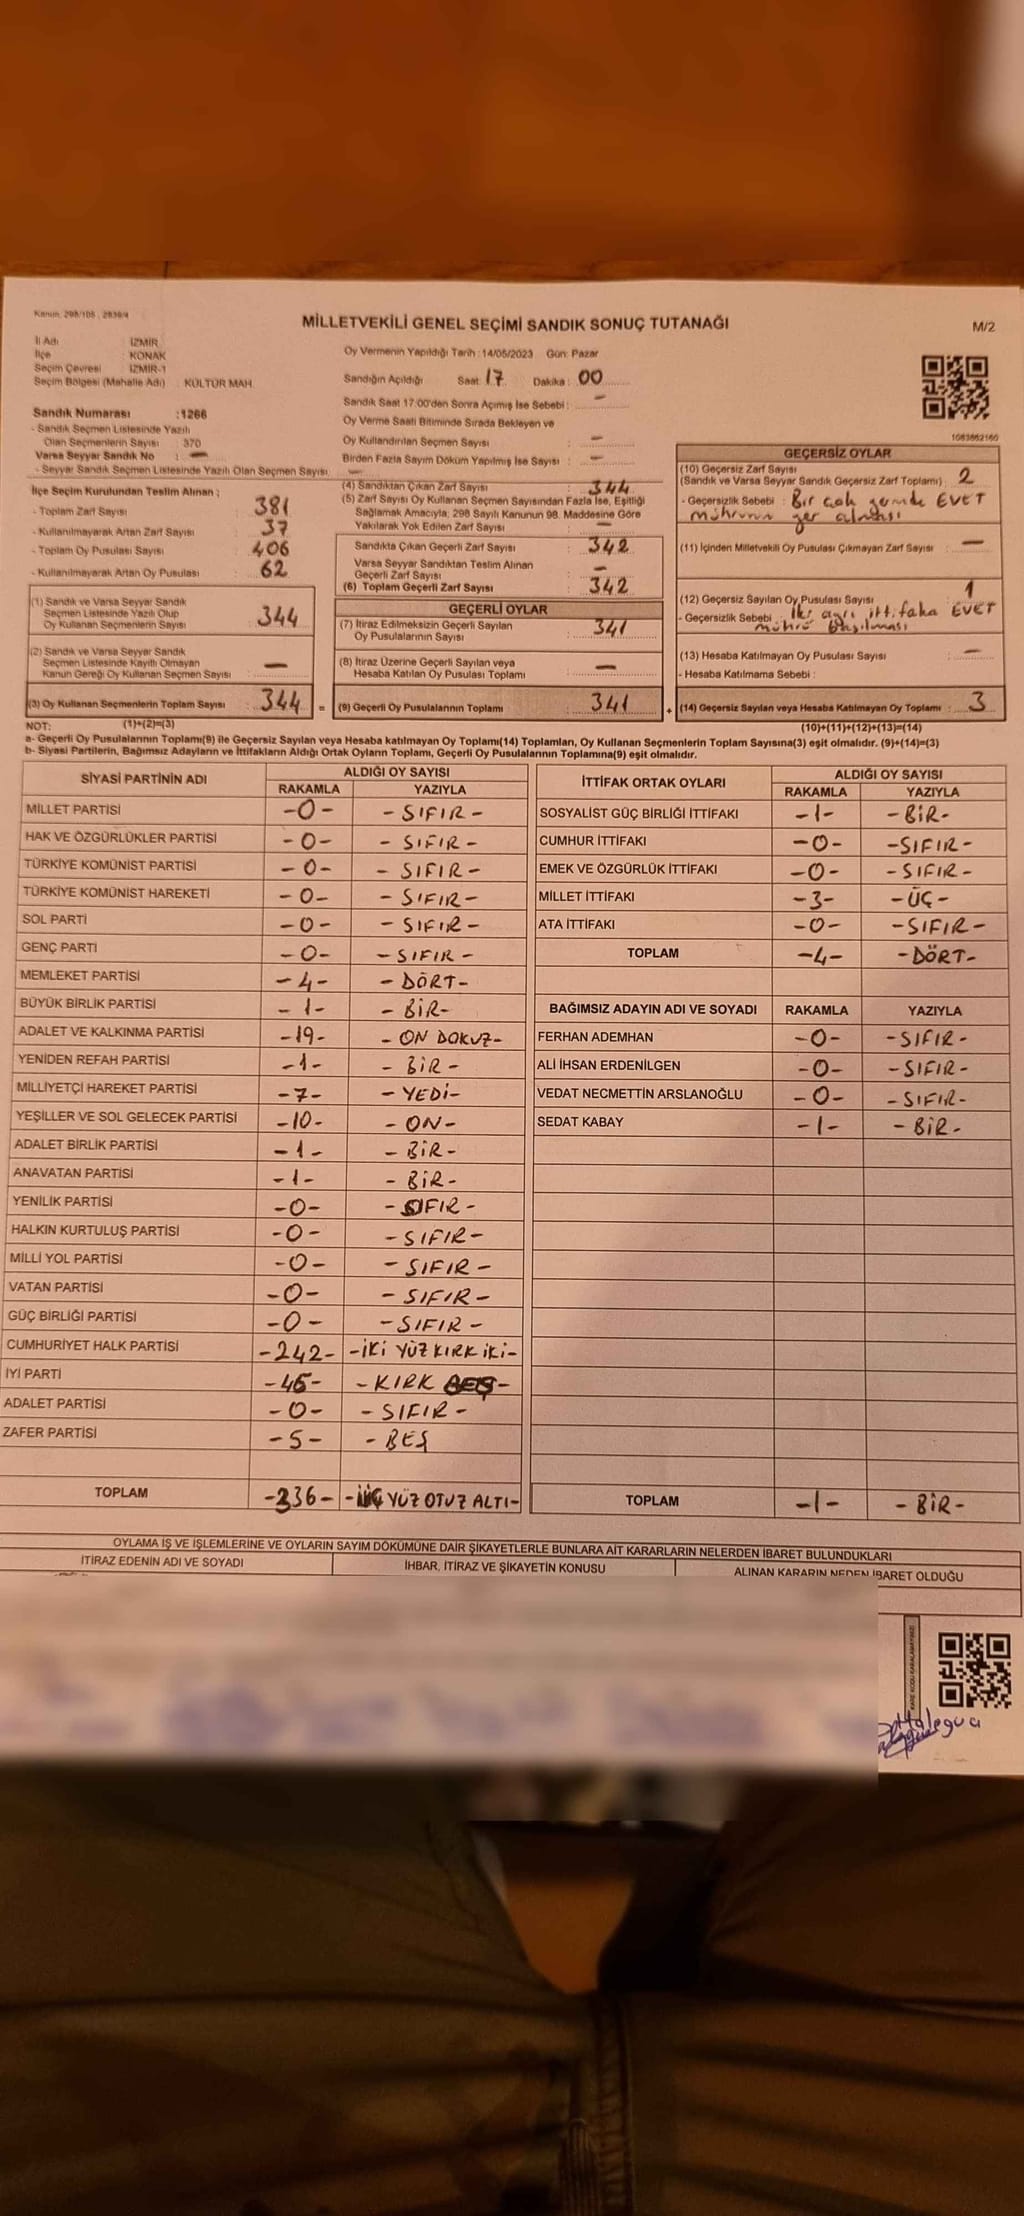 Kanun, 298/105 , 2839/4
MİLLETVEKİLİ GENEL SEÇİMİ SANDIK SONUÇ TUTANAĞI
M/2
İl Adı : İZMİR
İlçe : KONAK
Seçim Çevresi : İZMİR-1
Seçim Bölgesi (Mahalle Adı) : KÜLTÜR MAH.
Sandık Numarası :1266
- Sandık Seçmen Listesinde Yazılı
Olan Seçmenlerin Sayısı : 370
Varsa Seyyar Sandık No : —
- Seyyar Sandık Seçmen Listesinde Yazılı Olan Seçmen Sayısı : —
Oy Vermenin Yapıldığı Tarih : 14/05/2023 Gün: Pazar
Sandığın Açıldığı Saat 17 Dakika : 00
Sandık Saat 17:00'den Sonra Açımış İse Sebebi : —
Oy Verme Saati Bitiminde Sırada Bekleyen ve
Oy Kullandırılan Seçmen Sayısı : —
Birden Fazla Sayım Döküm Yapılmış İse Sayısı : —
1083862160
İlçe Seçim Kurulundan Teslim Alınan ;
- Toplam Zarf Sayısı : 381
- Kullanılmayarak Artan Zarf Sayısı : 37
- Toplam Oy Pusulası Sayısı : 406
- Kullanılmayarak Artan Oy Pusulası : 62
(1) Sandık ve Varsa Seyyar Sandık
Seçmen Listesinde Yazılı Olup
Oy Kullanan Seçmenlerin Sayısı : 344
(2) Sandık ve Varsa Seyyar Sandık
Seçmen Listesinde Kayıtlı Olmayan
Kanun Gereği Oy Kullanan Seçmen Sayısı : —
(3) Oy Kullanan Seçmenlerin Toplam Sayısı : 344 =
(4) Sandıktan Çıkan Zarf Sayısı : 344
(5) Zarf Sayısı Oy Kullanan Seçmen Sayısından Fazla İse, Eşitliği
Sağlamak Amacıyla; 298 Sayılı Kanunun 98. Maddesine Göre
Yakılarak Yok Edilen Zarf Sayısı : —
Sandıkta Çıkan Geçerli Zarf Sayısı : 342
Varsa Seyyar Sandıktan Teslim Alınan
Geçerli Zarf Sayısı : —
(6) Toplam Geçerli Zarf Sayısı : 342
GEÇERLİ OYLAR
(7) İtiraz Edilmeksizin Geçerli Sayılan
Oy Pusulalarının Sayısı : 341
(8) İtiraz Üzerine Geçerli Sayılan veya
Hesaba Katılan Oy Pusulası Toplamı : —
(9) Geçerli Oy Pusulalarının Toplamı : 341 +
GEÇERSİZ OYLAR
(10) Geçersiz Zarf Sayısı
(Sandık ve Varsa Seyyar Sandık Geçersiz Zarf Toplamı) : 2
- Geçersizlik Sebebi : Bir çok yerinde EVET
mührünün yer alması
(11) İçinden Milletvekili Oy Pusulası Çıkmayan Zarf Sayısı : —
(12) Geçersiz Sayılan Oy Pusulası Sayısı : 1
- Geçersizlik Sebebi : İki ayrı ittifaka EVET
mührü basılması
(13) Hesaba Katılmayan Oy Pusulası Sayısı : —
- Hesaba Katılmama Sebebi :
(14) Geçersiz Sayılan veya Hesaba Katılmayan Oy Toplamı : 3
NOT: (1)+(2)=(3) (10)+(11)+(12)+(13)=(14)
a- Geçerli Oy Pusulalarının Toplamı(9) ile Geçersiz Sayılan veya Hesaba katılmayan Oy Toplamı(14) Toplamları, Oy Kullanan Seçmenlerin Toplam Sayısına(3) eşit olmalıdır. (9)+(14)=(3)
b- Siyasi Partilerin, Bağımsız Adayların ve İttifakların Aldığı Ortak Oyların Toplamı, Geçerli Oy Pusulalarının Toplamına(9) eşit olmalıdır.
SİYASİ PARTİNİN ADI ALDIĞI OY SAYISI
RAKAMLA YAZIYLA
MİLLET PARTİSİ -0- -SIFIR-
HAK VE ÖZGÜRLÜKLER PARTİSİ -0- -SIFIR-
TÜRKİYE KOMÜNİST PARTİSİ -0- -SIFIR-
TÜRKİYE KOMÜNİST HAREKETİ -0- -SIFIR-
SOL PARTİ -0- -SIFIR-
GENÇ PARTİ -0- -SIFIR-
MEMLEKET PARTİSİ -4- -DÖRT-
BÜYÜK BİRLİK PARTİSİ -1- -BİR-
ADALET VE KALKINMA PARTİSİ -19- -ON DOKUZ-
YENİDEN REFAH PARTİSİ -1- -BİR-
MİLLİYETÇİ HAREKET PARTİSİ -7- -YEDİ-
YEŞİLLER VE SOL GELECEK PARTİSİ -10- -ON-
ADALET BİRLİK PARTİSİ -1- -BİR-
ANAVATAN PARTİSİ -1- -BİR-
YENİLİK PARTİSİ -0- -SIFIR-
HALKIN KURTULUŞ PARTİSİ -0- -SIFIR-
MİLLİ YOL PARTİSİ -0- -SIFIR-
VATAN PARTİSİ -0- -SIFIR-
GÜÇ BİRLİĞİ PARTİSİ -0- -SIFIR-
CUMHURİYET HALK PARTİSİ -242- -İKİ YÜZ KIRK İKİ-
İYİ PARTİ -45- -KIRK BEŞ-
ADALET PARTİSİ -0- -SIFIR-
ZAFER PARTİSİ -5- -BEŞ
TOPLAM -336- -ÜÇ YÜZ OTUZ ALTI-
İTTİFAK ORTAK OYLARI ALDIĞI OY SAYISI
RAKAMLA YAZIYLA
SOSYALİST GÜÇ BİRLİĞİ İTTİFAKI -1- -BİR-
CUMHUR İTTİFAKI -0- -SIFIR-
EMEK VE ÖZGÜRLÜK İTTİFAKI -0- -SIFIR-
MİLLET İTTİFAKI -3- -ÜÇ-
ATA İTTİFAKI -0- -SIFIR-
TOPLAM -4- -DÖRT-
BAĞIMSIZ ADAYIN ADI VE SOYADI RAKAMLA YAZIYLA
FERHAN ADEMHAN -0- -SIFIR-
ALİ İHSAN ERDENİLGEN -0- -SIFIR-
VEDAT NECMETTİN ARSLANOĞLU -0- -SIFIR-
SEDAT KABAY -1- -BİR-
TOPLAM -1- -BİR-
OYLAMA İŞ VE İŞLEMLERİNE VE OYLARIN SAYIM DÖKÜMÜNE DAİR ŞİKAYETLERLE BUNLARA AİT KARARLARIN NELERDEN İBARET BULUNDUKLARI
İTİRAZ EDENİN ADI VE SOYADI İHBAR, İTİRAZ VE ŞİKAYETİN KONUSU ALINAN KARARIN NEDEN İBARET OLDUĞU